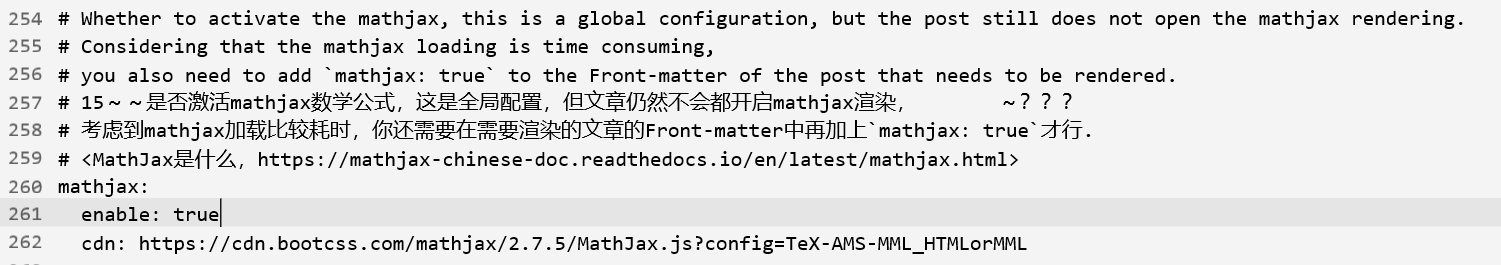 254 # Whether to activate the mathjax, this is a global configuration, but the post still does not open the mathjax rendering.
255 # Considering that the mathjax loading is time consuming,
256 # you also need to add `mathjax: true` to the Front-matter of the post that needs to be rendered.
257 # 15～～是否激活mathjax数学公式，这是全局配置，但文章仍然不会都开启mathjax渲染，　　　　～？？？
258 # 考虑到mathjax加载比较耗时，你还需要在需要渲染的文章的Front-matter中再加上`mathjax: true`才行.
259 # <MathJax是什么，https://mathjax-chinese-doc.readthedocs.io/en/latest/mathjax.html>
260 mathjax:
261   enable: true
262   cdn: https://cdn.bootcss.com/mathjax/2.7.5/MathJax.js?config=TeX-AMS-MML_HTMLorMML